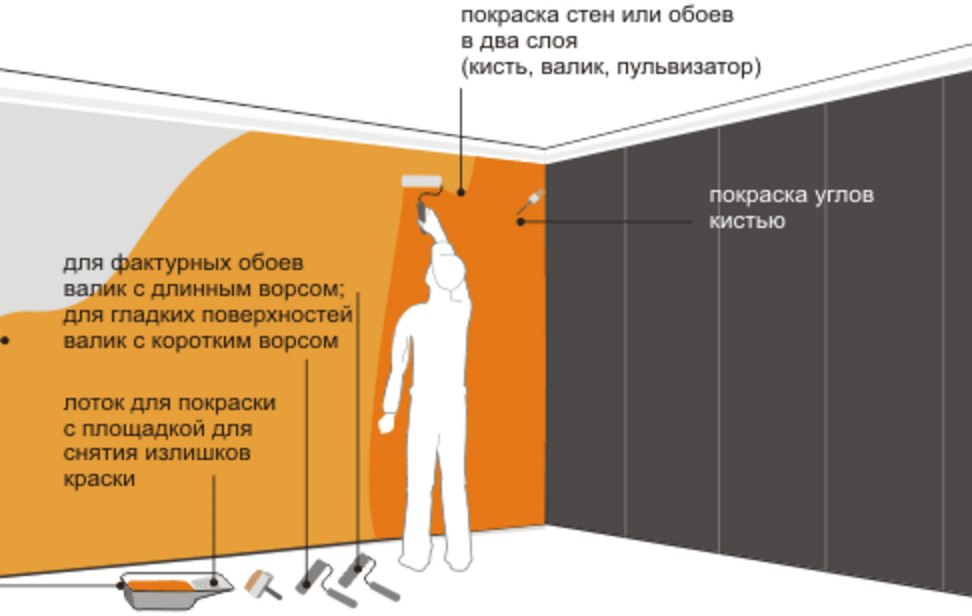 покраска стен или обоев
в два слоя
(кисть, валик, пульвизатор)
покраска углов
кистью
для фактурных обоев
валик с длинным ворсом;
для гладких поверхностей
валик с коротким ворсом
лоток для покраски
с площадкой для
снятия излишков
краски